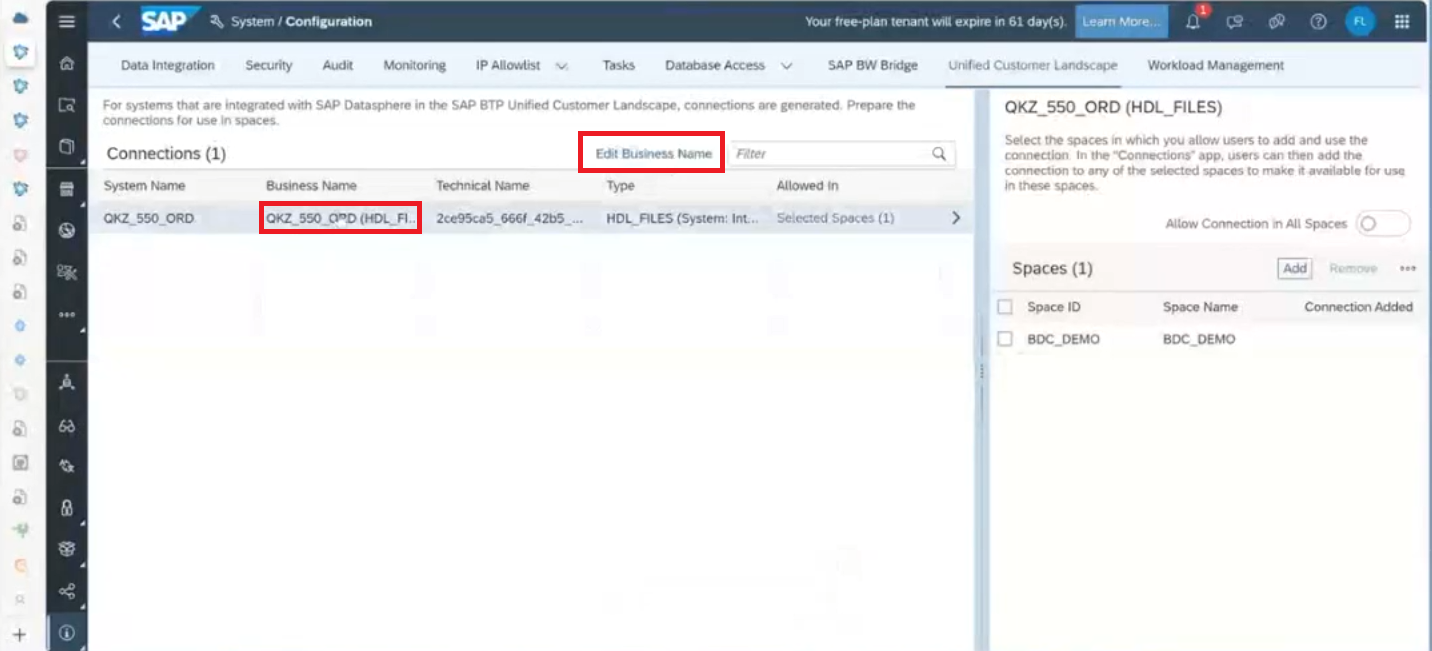 SAP System / Configuration Your free-plan tenant will expire in 61 day(s). Learn More... 1 FL
Data Integration Security Audit Monitoring IP Allowlist Tasks Database Access SAP BW Bridge Unified Customer Landscape Workload Management
For systems that are integrated with SAP Datasphere in the SAP BTP Unified Customer Landscape, connections are generated. Prepare the
connections for use in spaces.
Connections (1) Edit Business Name Filter
System Name Business Name Technical Name Type Allowed In
QKZ_550_ORD QKZ_550_ORD (HDL_FI... 2ce95ca5_666f_42b5_... HDL_FILES (System: Int... Selected Spaces (1)
QKZ_550_ORD (HDL_FILES)
Select the spaces in which you allow users to add and use the
connection. In the "Connections" app, users can then add the
connection to any of the selected spaces to make it available for use
in these spaces.
Allow Connection in All Spaces
Spaces (1) Add Remove
Space ID Space Name Connection Added
BDC_DEMO BDC_DEMO